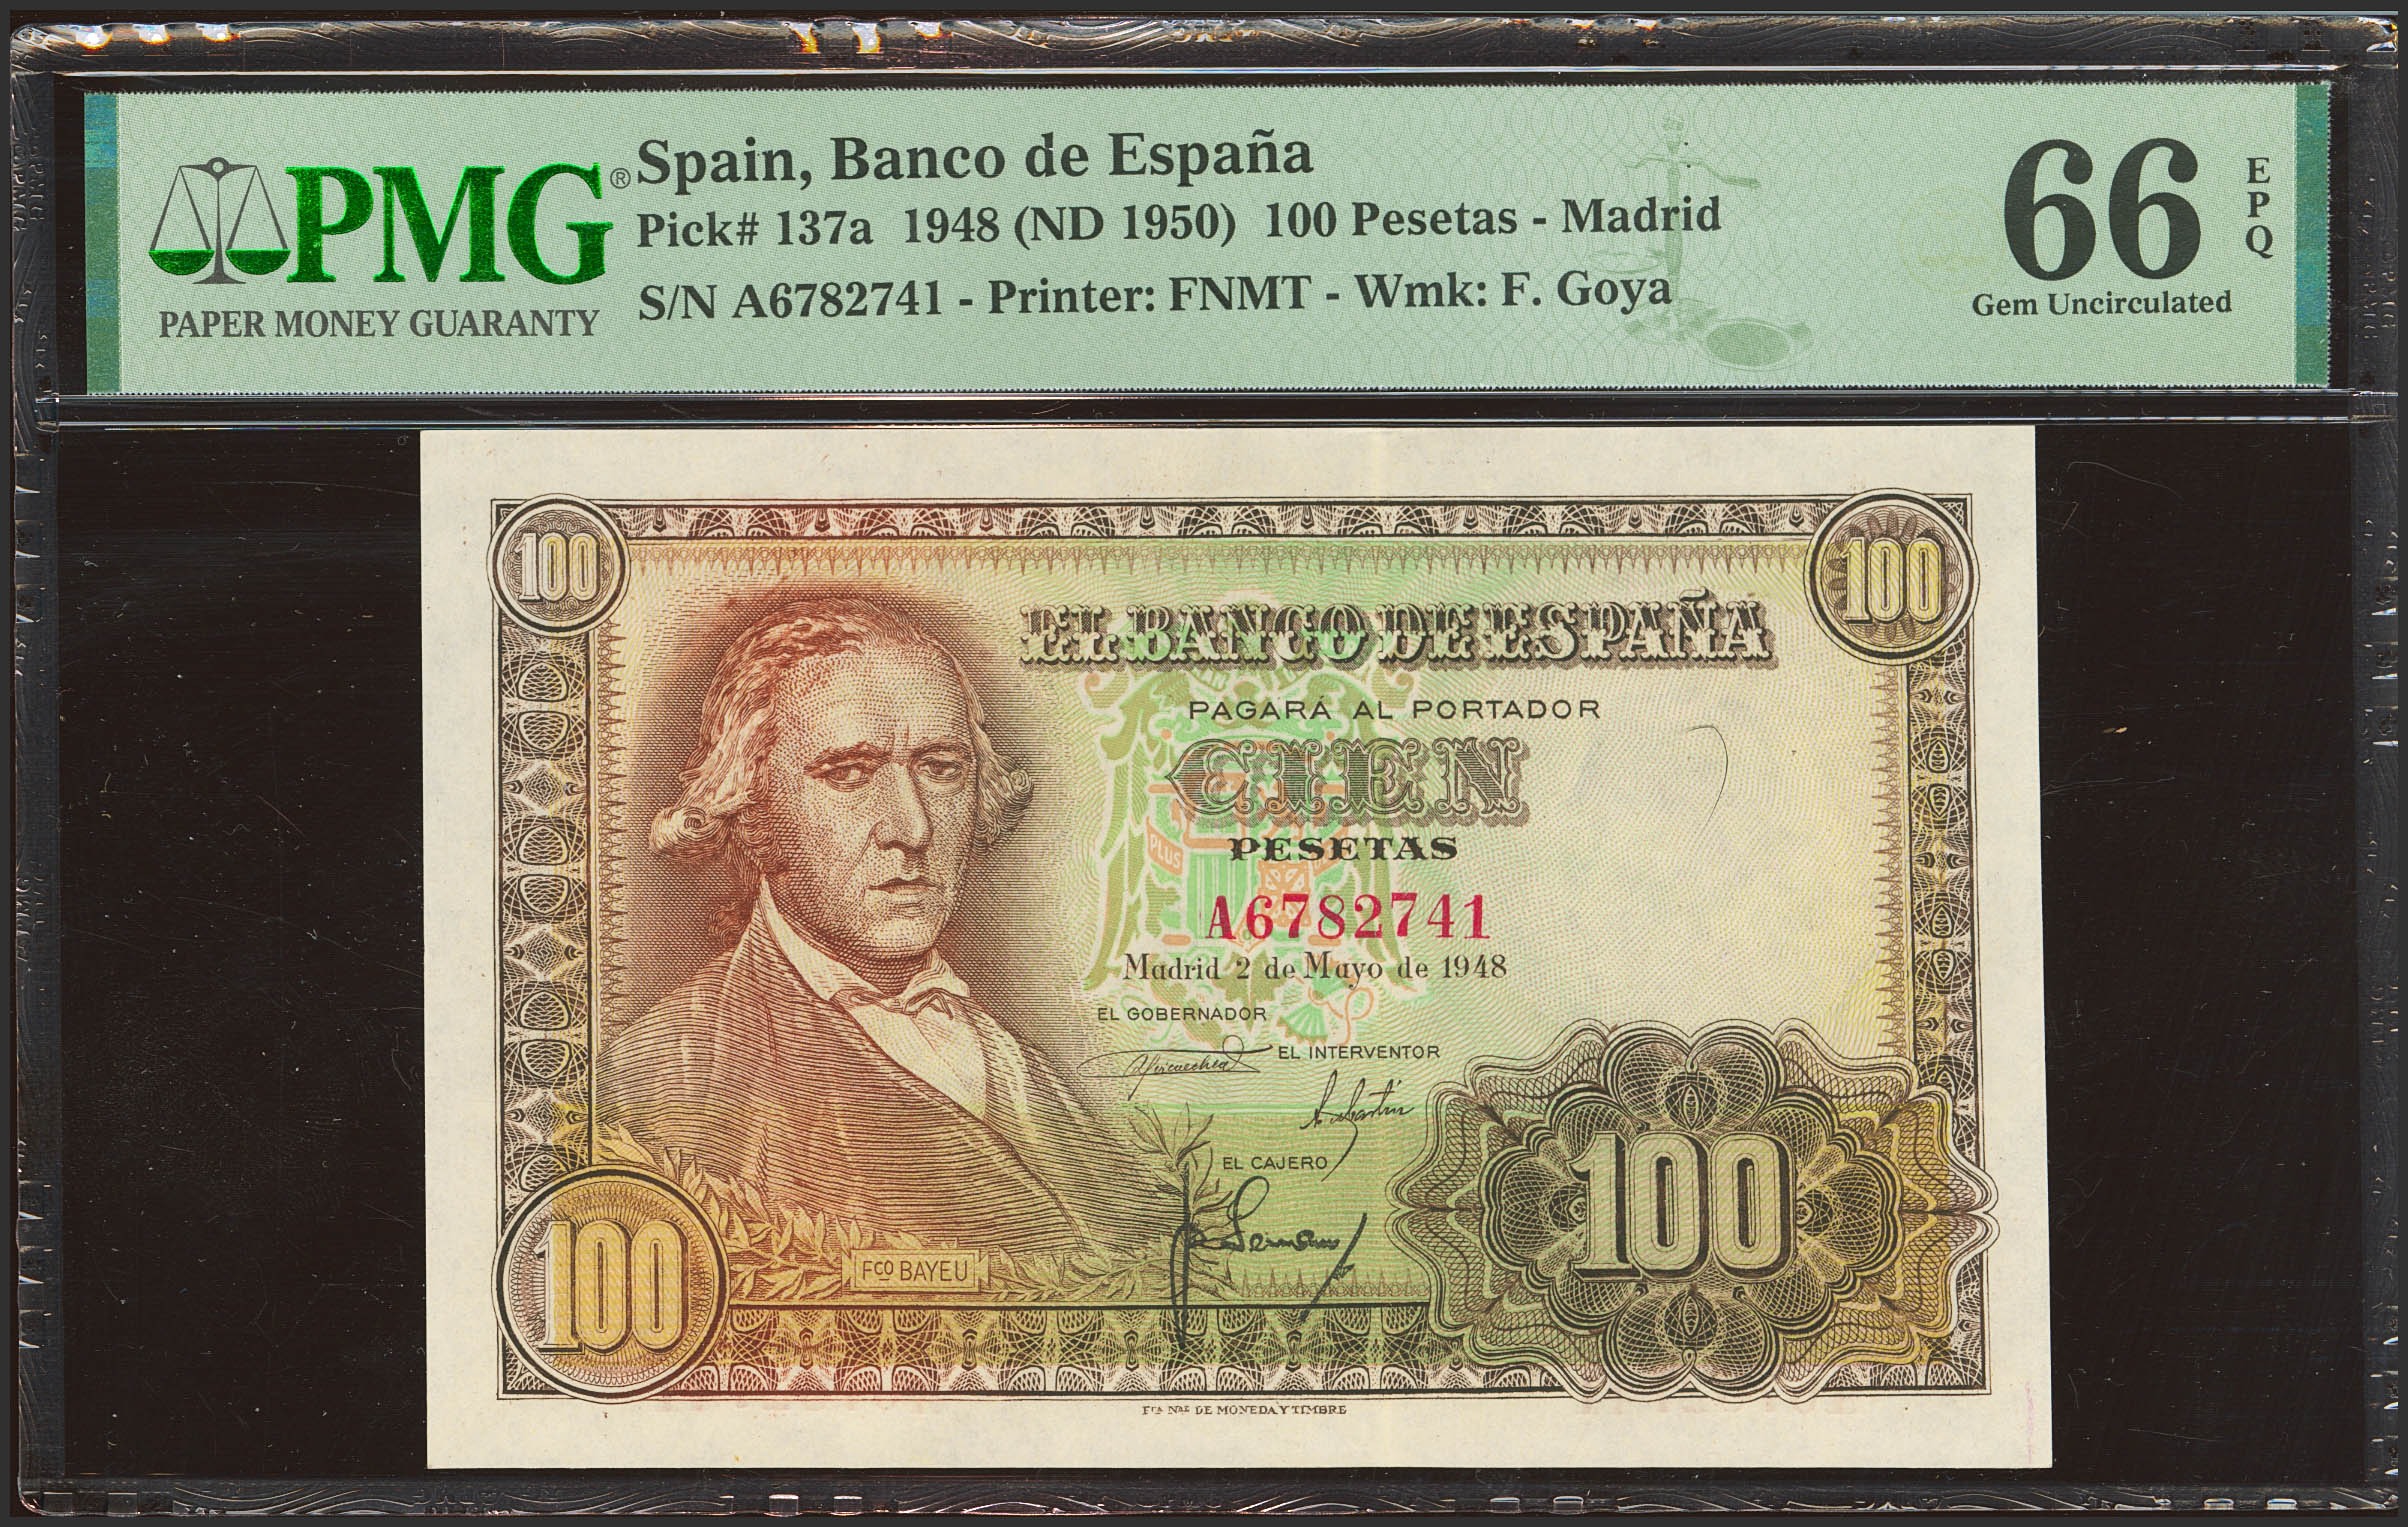 Spain, Banco de España
Pick# 137a 1948 (ND 1950) 100 Pesetas - Madrid
S/N A6782741 - Printer: FNMT - Wmk: F. Goya
PMG®
PAPER MONEY GUARANTY
66
EPQ
Gem Uncirculated
100
100
EL BANCO DE ESPAÑA
PAGARÁ AL PORTADOR
CIEN
PESETAS
PLUS
A6782741
Madrid 2 de Mayo de 1948
EL GOBERNADOR
EL INTERVENTOR
EL CAJERO
100
100
Fco BAYEU
Fca Nal DE MONEDA Y TIMBRE